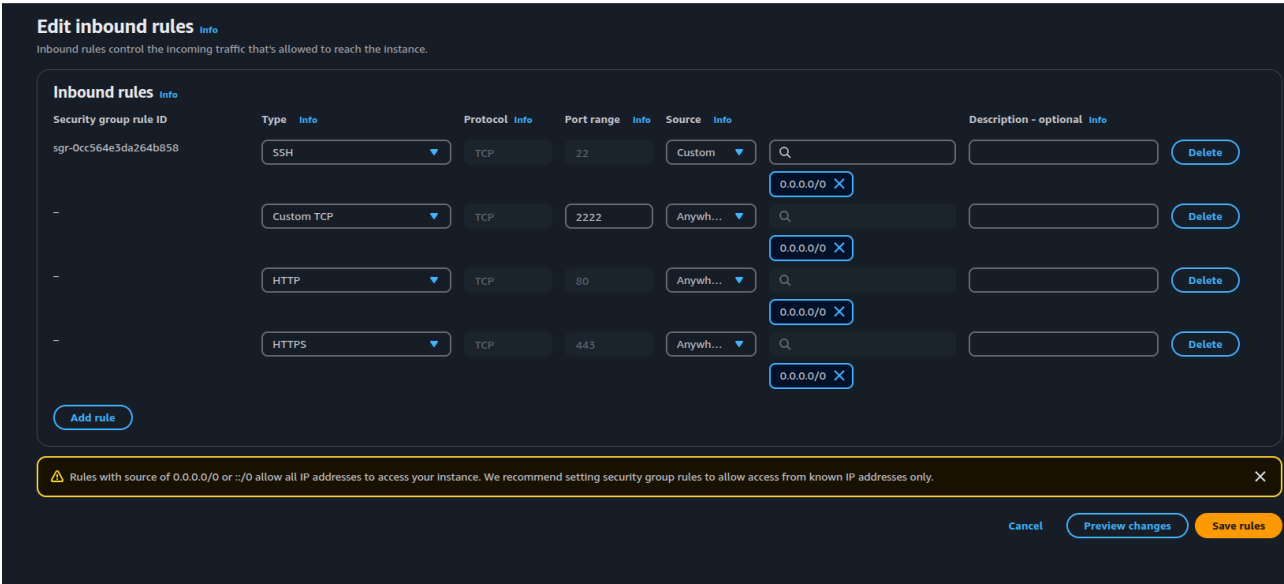 Edit inbound rules Info
Inbound rules control the incoming traffic that's allowed to reach the instance.
Inbound rules Info
Security group rule ID Type Info Protocol Info Port range Info Source Info Description - optional Info
sgr-0cc564e3da264b858 SSH TCP 22 Custom Delete
0.0.0.0/0
– Custom TCP TCP 2222 Anywh... Delete
0.0.0.0/0
– HTTP TCP 80 Anywh... Delete
0.0.0.0/0
– HTTPS TCP 443 Anywh... Delete
0.0.0.0/0
Add rule
Rules with source of 0.0.0.0/0 or ::/0 allow all IP addresses to access your instance. We recommend setting security group rules to allow access from known IP addresses only.
Cancel Preview changes Save rules